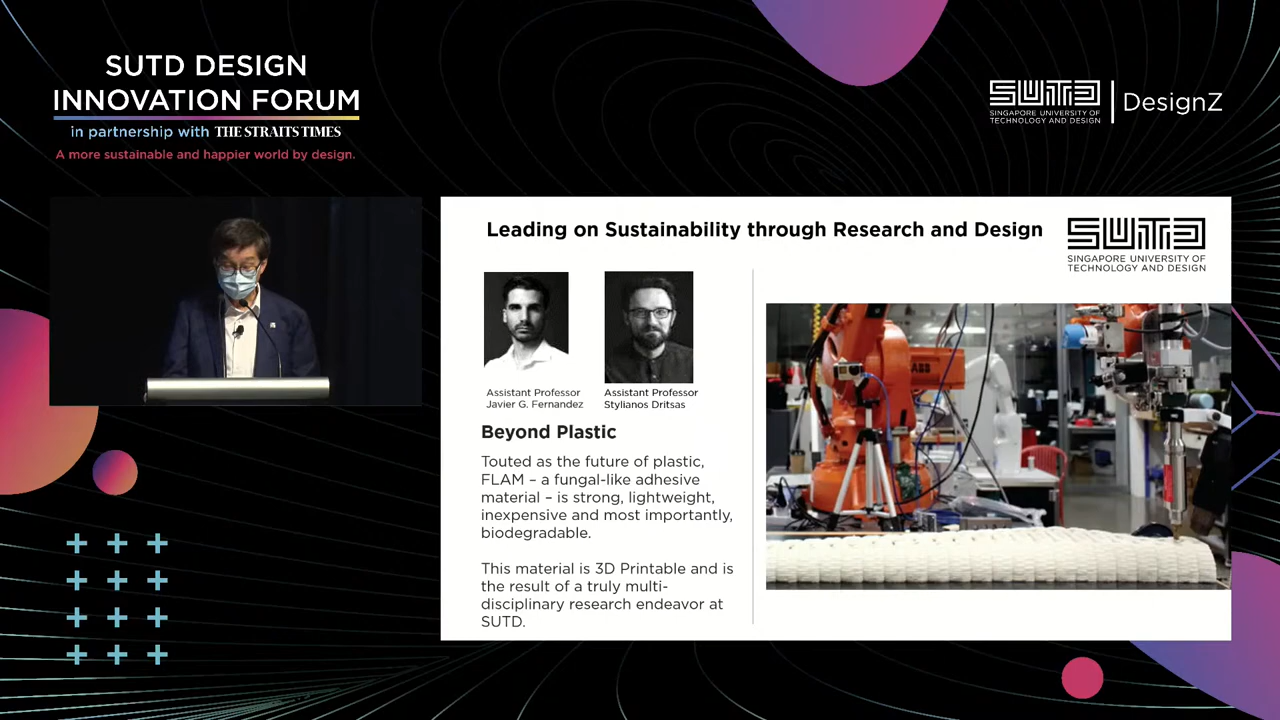 SUTD DESIGN
INNOVATION FORUM
in partnership with THE STRAITS TIMES
A more sustainable and happier world by design.
SUTD
SINGAPORE UNIVERSITY OF
TECHNOLOGY AND DESIGN
DesignZ
Leading on Sustainability through Research and Design
SUTD
SINGAPORE UNIVERSITY OF
TECHNOLOGY AND DESIGN
Assistant Professor
Javier G. Fernandez
Assistant Professor
Stylianos Dritsas
Beyond Plastic
Touted as the future of plastic,
FLAM – a fungal-like adhesive
material – is strong, lightweight,
inexpensive and most importantly,
biodegradable.
This material is 3D Printable and is
the result of a truly multi-
disciplinary research endeavor at
SUTD.
ABB